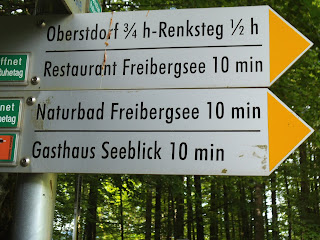 Oberstdorf ¾ h-Renksteg ½ h
Restaurant Freibergsee 10 min
Naturbad Freibergsee 10 min
Gasthaus Seeblick 10 min